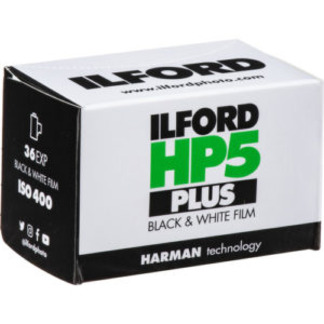 ILFORD
www.ilfordphoto.com
36 EXP
BLACK & WHITE FILM
ISO 400
@ilfordphoto
ILFORD
HP5
PLUS
BLACK & WHITE FILM
HARMAN technology